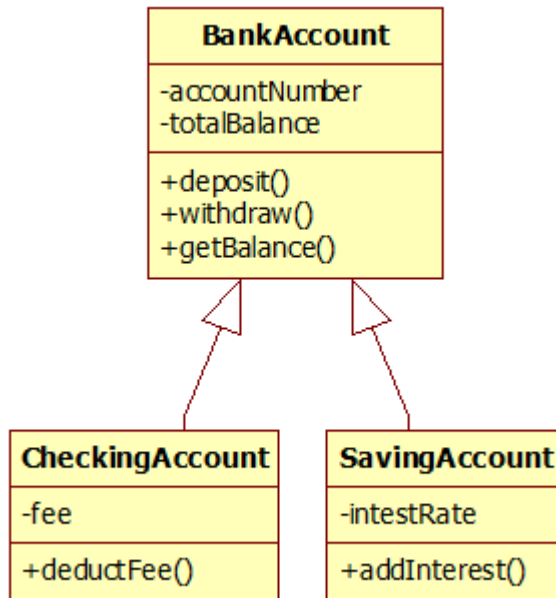 BankAccount
-accountNumber
-totalBalance
+deposit()
+withdraw()
+getBalance()
CheckingAccount
-fee
+deductFee()
SavingAccount
-intestRate
+addInterest()